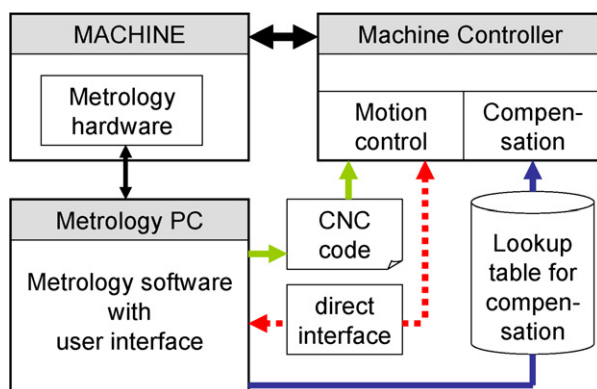 MACHINE
Metrology
hardware
Machine Controller
Motion
control
Compen-
sation
Metrology PC
Metrology software
with
user interface
CNC
code
direct
interface
Lookup
table for
compen-
sation